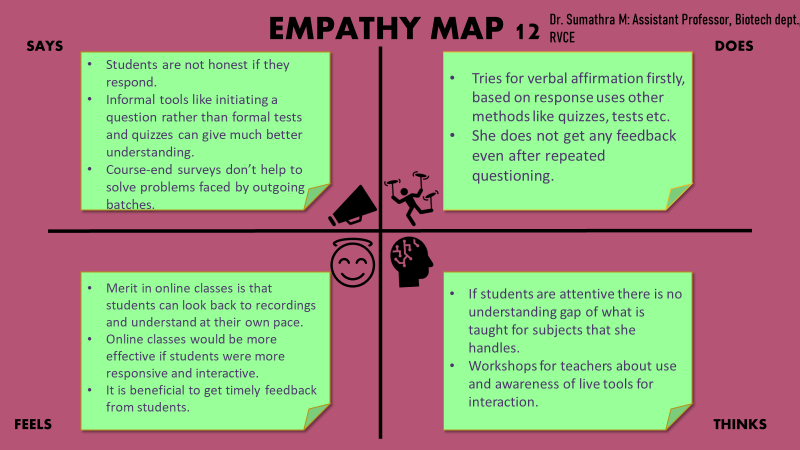 EMPATHY MAP 12
Dr. Sumathra M: Assistant Professor, Biotech dept.,
RVCE
SAYS
DOES
• Students are not honest if they
respond.
• Informal tools like initiating a
question rather than formal tests
and quizzes can give much better
understanding.
• Course-end surveys don't help to
solve problems faced by outgoing
batches.
• Tries for verbal affirmation firstly,
based on response uses other
methods like quizzes, tests etc.
• She does not get any feedback
even after repeated
questioning.
• Merit in online classes is that
students can look back to recordings
and understand at their own pace.
• Online classes would be more
effective if students were more
responsive and interactive.
• It is beneficial to get timely feedback
from students.
• If students are attentive there is no
understanding gap of what is
taught for subjects that she
handles.
• Workshops for teachers about use
and awareness of live tools for
interaction.
FEELS
THINKS